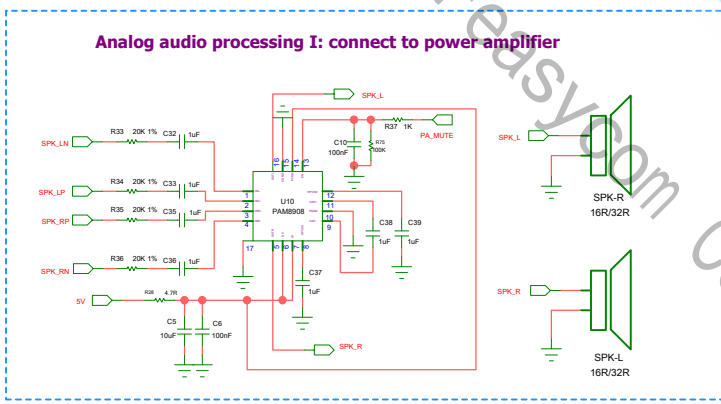 Analog audio processing I: connect to power amplifier
SPK_L
R37 1K
PA_MUTE
C10
100nF
R75
100K
SPK_LN
R33 20K 1% C32 1uF
SPK_LP
R34 20K 1% C33 1uF
SPK_RP
R35 20K 1% C35 1uF
SPK_RN
R36 20K 1% C36 1uF
16 15 14 13
U10
PAM8908
1
2
3
4
12
11
10
9
17
5 6 7 8
C38
1uF
C39
1uF
C37
1uF
5V
R28 4.7R
C5
10uF
C6
100nF
SPK_R
SPK_L
SPK-R
16R/32R
SPK_R
SPK-L
16R/32R
easycom